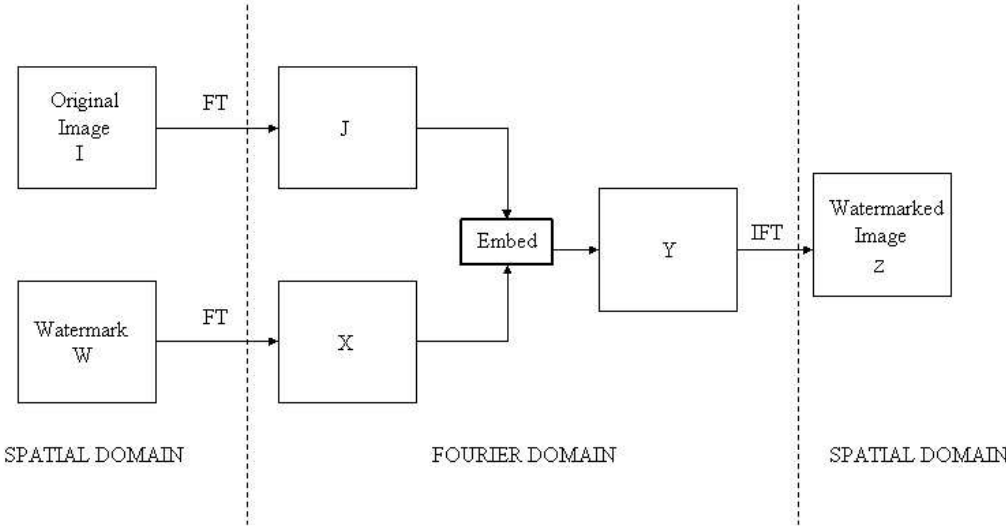 Original
Image
I
FT
J
Embed
Y
IFT
Watermarked
Image
Z
Watermark
W
FT
X
SPATIAL DOMAIN
FOURIER DOMAIN
SPATIAL DOMAIN